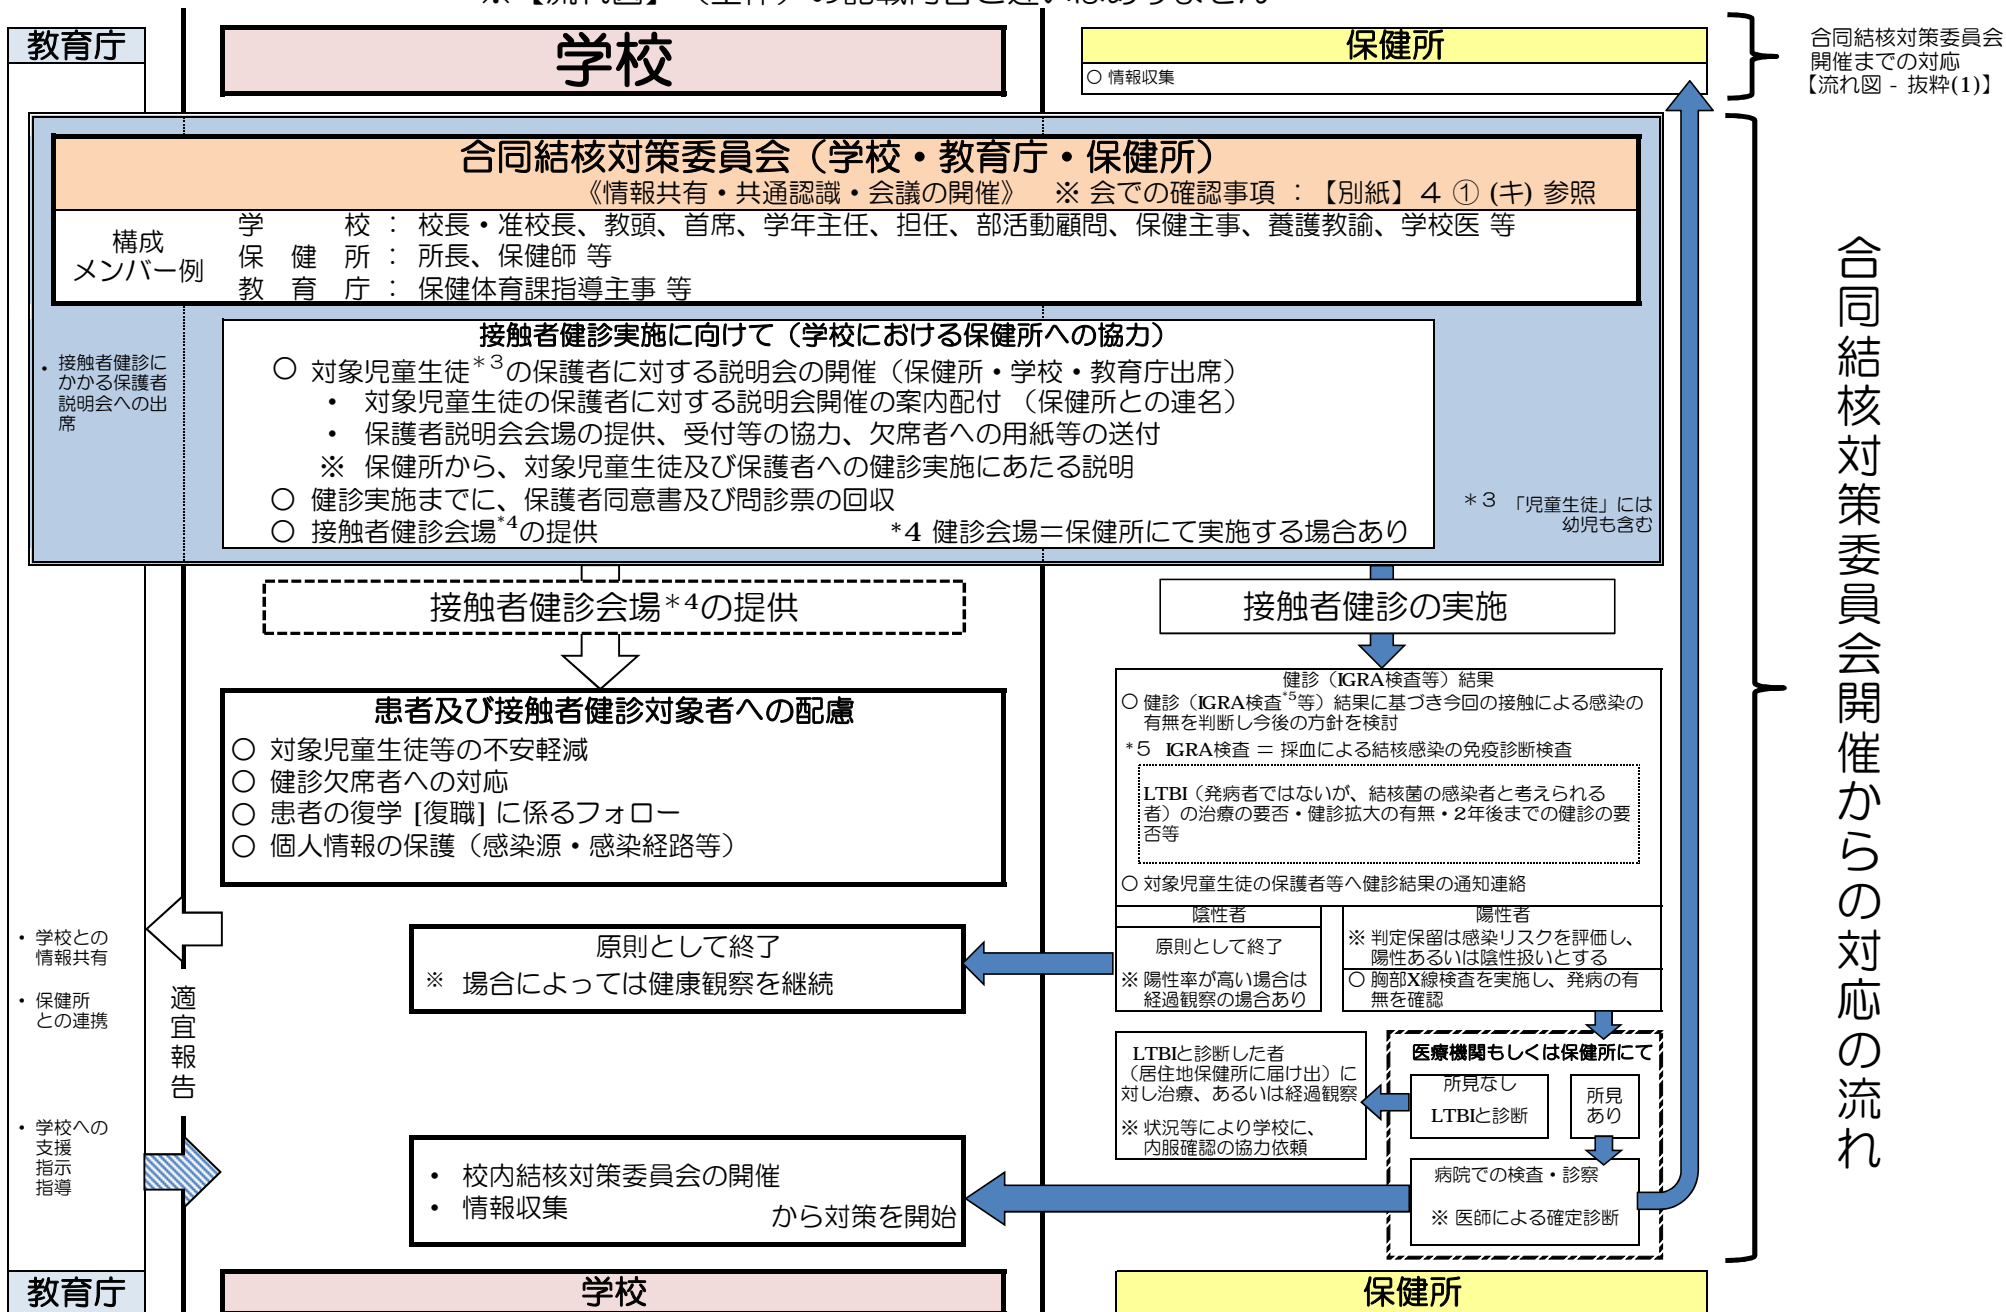 ※【流れ図】（全体）の記載内容と違いはありません
教育庁
学校
保健所
○ 情報収集
合同結核対策委員会
開催までの対応
【流れ図 - 抜粋(1)】
合同結核対策委員会（学校・教育庁・保健所）
《情報共有・共通認識・会議の開催》 ※ 会での確認事項 ：【別紙】４ ① (キ) 参照
構成
メンバー例
学校 ： 校長・准校長、教頭、首席、学年主任、担任、部活動顧問、保健主事、養護教諭、学校医 等
保健所 ： 所長、保健師 等
教育庁 ： 保健体育課指導主事 等
・ 接触者健診に
かかる保護者
説明会への出
席
接触者健診実施に向けて（学校における保健所への協力）
○ 対象児童生徒*３の保護者に対する説明会の開催（保健所・学校・教育庁出席）
・ 対象児童生徒の保護者に対する説明会開催の案内配付 （保健所との連名）
・ 保護者説明会会場の提供、受付等の協力、欠席者への用紙等の送付
※ 保健所から、対象児童生徒及び保護者への健診実施にあたる説明
○ 健診実施までに、保護者同意書及び問診票の回収
○ 接触者健診会場*4の提供 *4 健診会場＝保健所にて実施する場合あり
＊３ 「児童生徒」には
幼児も含む
合同結核対策委員会開催からの対応の流れ
接触者健診会場*4の提供
接触者健診の実施
患者及び接触者健診対象者への配慮
○ 対象児童生徒等の不安軽減
○ 健診欠席者への対応
○ 患者の復学 [復職] に係るフォロー
○ 個人情報の保護（感染源・感染経路等）
健診（IGRA検査等）結果
○ 健診（IGRA検査*5等）結果に基づき今回の接触による感染の
有無を判断し今後の方針を検討
*５ IGRA検査 ＝ 採血による結核感染の免疫診断検査
LTBI（発病者ではないが、結核菌の感染者と考えられる
者）の治療の要否・健診拡大の有無・2年後までの健診の要
否等
○ 対象児童生徒の保護者等へ健診結果の通知連絡
陰性者
原則として終了
※ 陽性率が高い場合は
経過観察の場合あり
陽性者
※ 判定保留は感染リスクを評価し、
陽性あるいは陰性扱いとする
○ 胸部X線検査を実施し、発病の有
無を確認
・ 学校との
情報共有
・ 保健所
との連携
・ 学校への
支援
指示
指導
適宜報告
原則として終了
※ 場合によっては健康観察を継続
LTBIと診断した者
（居住地保健所に届け出）に
対し治療、あるいは経過観察
※ 状況等により学校に、
内服確認の協力依頼
医療機関もしくは保健所にて
所見なし
LTBIと診断
所見
あり
病院での検査・診察
※ 医師による確定診断
・ 校内結核対策委員会の開催
・ 情報収集
から対策を開始
教育庁
学校
保健所